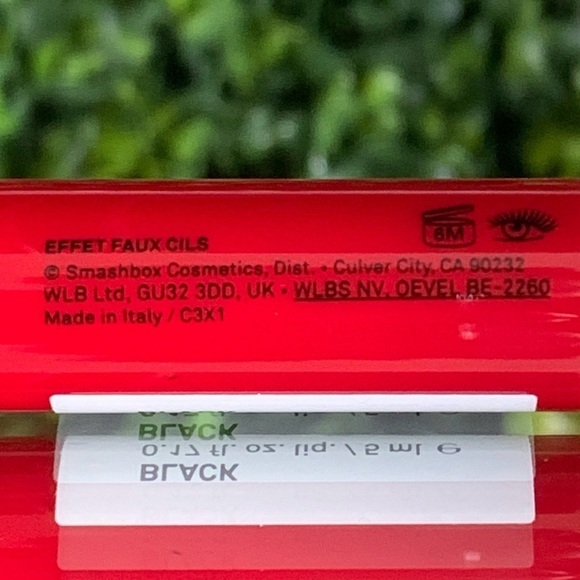 6M
EFFET FAUX CILS
© Smashbox Cosmetics, Dist. • Culver City, CA 90232
WLB Ltd, GU32 3DD, UK • WLBS NV, OEVEL BE-2260
Made in Italy / C3X1
BLACK
0.17 fl. oz. liq. / 5 ml ℮
BLACK